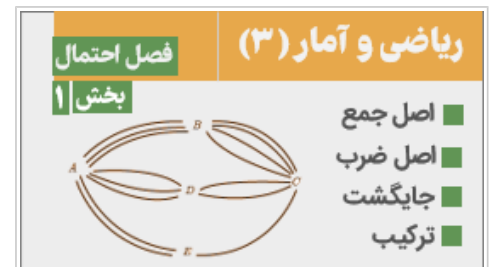 ریاضی و آمار (۳)
فصل احتمال
بخش ۱
اصل جمع
اصل ضرب
جایگشت
ترکیب
B
A
D
C
E